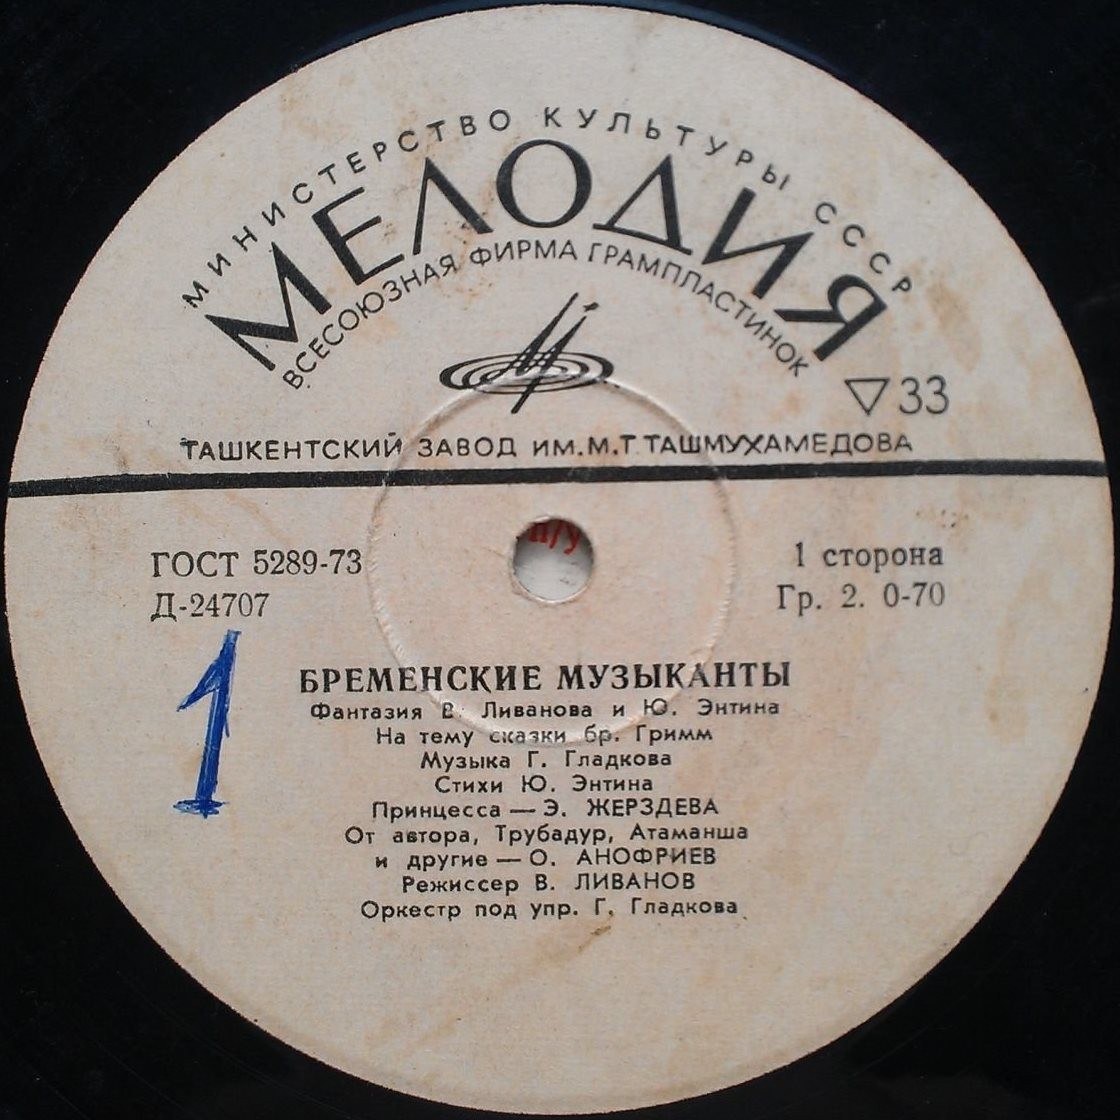 МИНИСТЕРСТВО КУЛЬТУРЫ СССР
МЕЛОДИЯ
ВСЕСОЮЗНАЯ ФИРМА ГРАМПЛАСТИНОК
▽33
ТАШКЕНТСКИЙ ЗАВОД ИМ.М.Т ТАШМУХАМЕДОВА
ГОСТ 5289-73
1 сторона
Д-24707
Гр. 2. 0-70
п/у
1
БРЕМЕНСКИЕ МУЗЫКАНТЫ
Фантазия В. Ливанова и Ю. Энтина
На тему сказки бр. Гримм
Музыка Г. Гладкова
Стихи Ю. Энтина
Принцесса — Э. ЖЕРЗДЕВА
От автора, Трубадур, Атаманша
и другие — О. АНОФРИЕВ
Режиссер В. ЛИВАНОВ
Оркестр под упр. Г. Гладкова